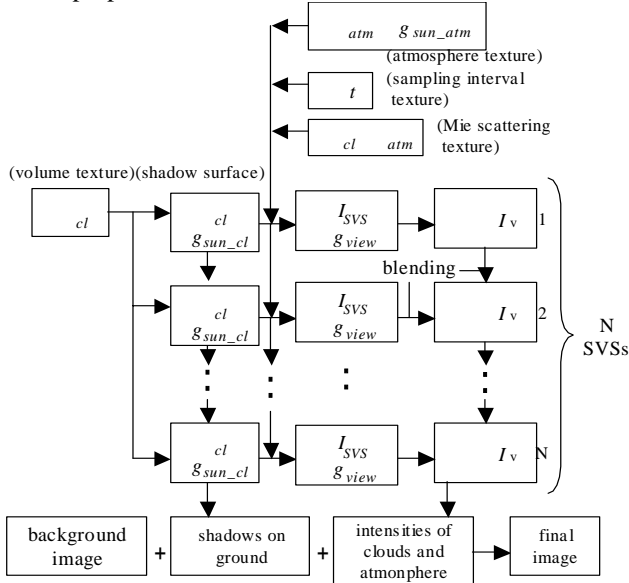 atm g sun_atm
(atmosphere texture)
t (sampling interval
texture)
cl atm (Mie scattering
texture)
(volume texture)(shadow surface)
cl
cl
g sun_cl
I SVS
g view
I v 1
blending
cl
g sun_cl
I SVS
g view
I v 2
N
SVSs
cl
g sun_cl
I SVS
g view
I v N
background
image
+
shadows on
ground
+
intensities of
clouds and
atmonphere
final
image